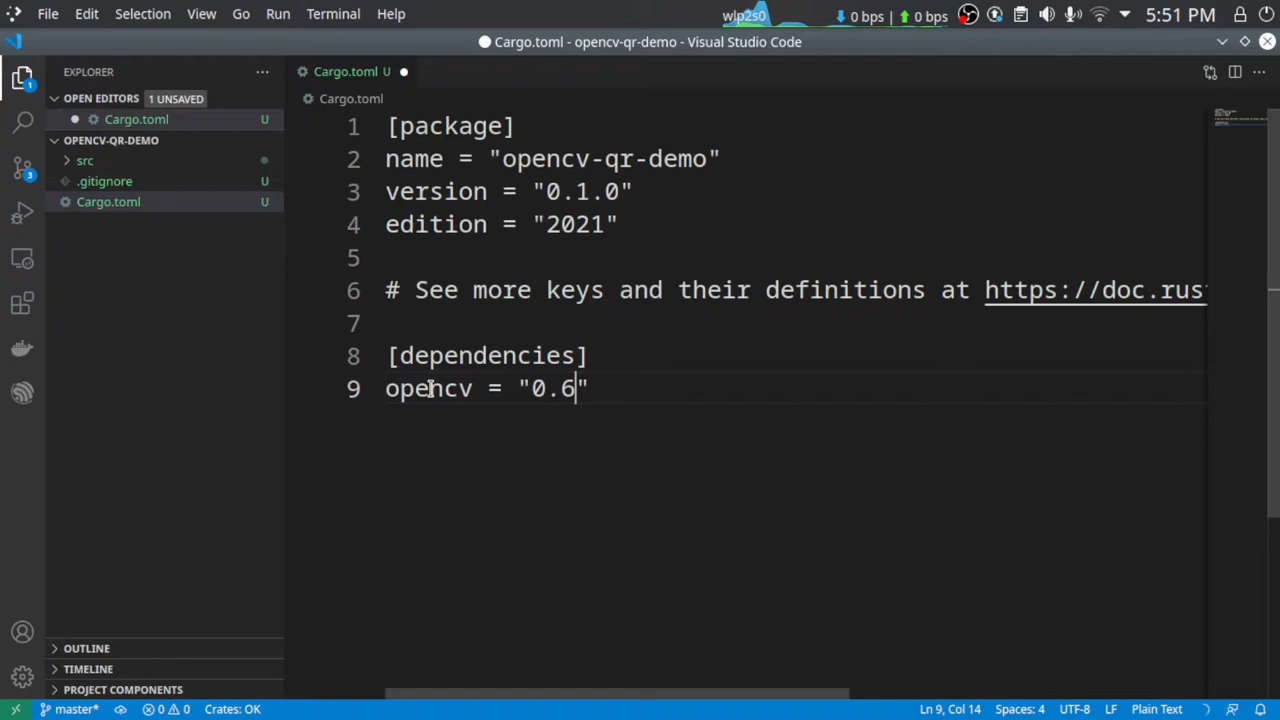 File Edit Selection View Go Run Terminal Help
wlp2s0 0 bps 0 bps 5:51 PM
Cargo.toml - opencv-qr-demo - Visual Studio Code
EXPLORER
OPEN EDITORS 1 UNSAVED
Cargo.toml U
OPENCV-QR-DEMO
src
.gitignore U
Cargo.toml U
OUTLINE
TIMELINE
PROJECT COMPONENTS
1
3
Cargo.toml U
Cargo.toml
1 [package]
2 name = "opencv-qr-demo"
3 version = "0.1.0"
4 edition = "2021"
5
6 # See more keys and their definitions at https://doc.rus
7
8 [dependencies]
9 opencv = "0.6"
master* 0 0 Crates: OK Ln 9, Col 14 Spaces: 4 UTF-8 LF Plain Text